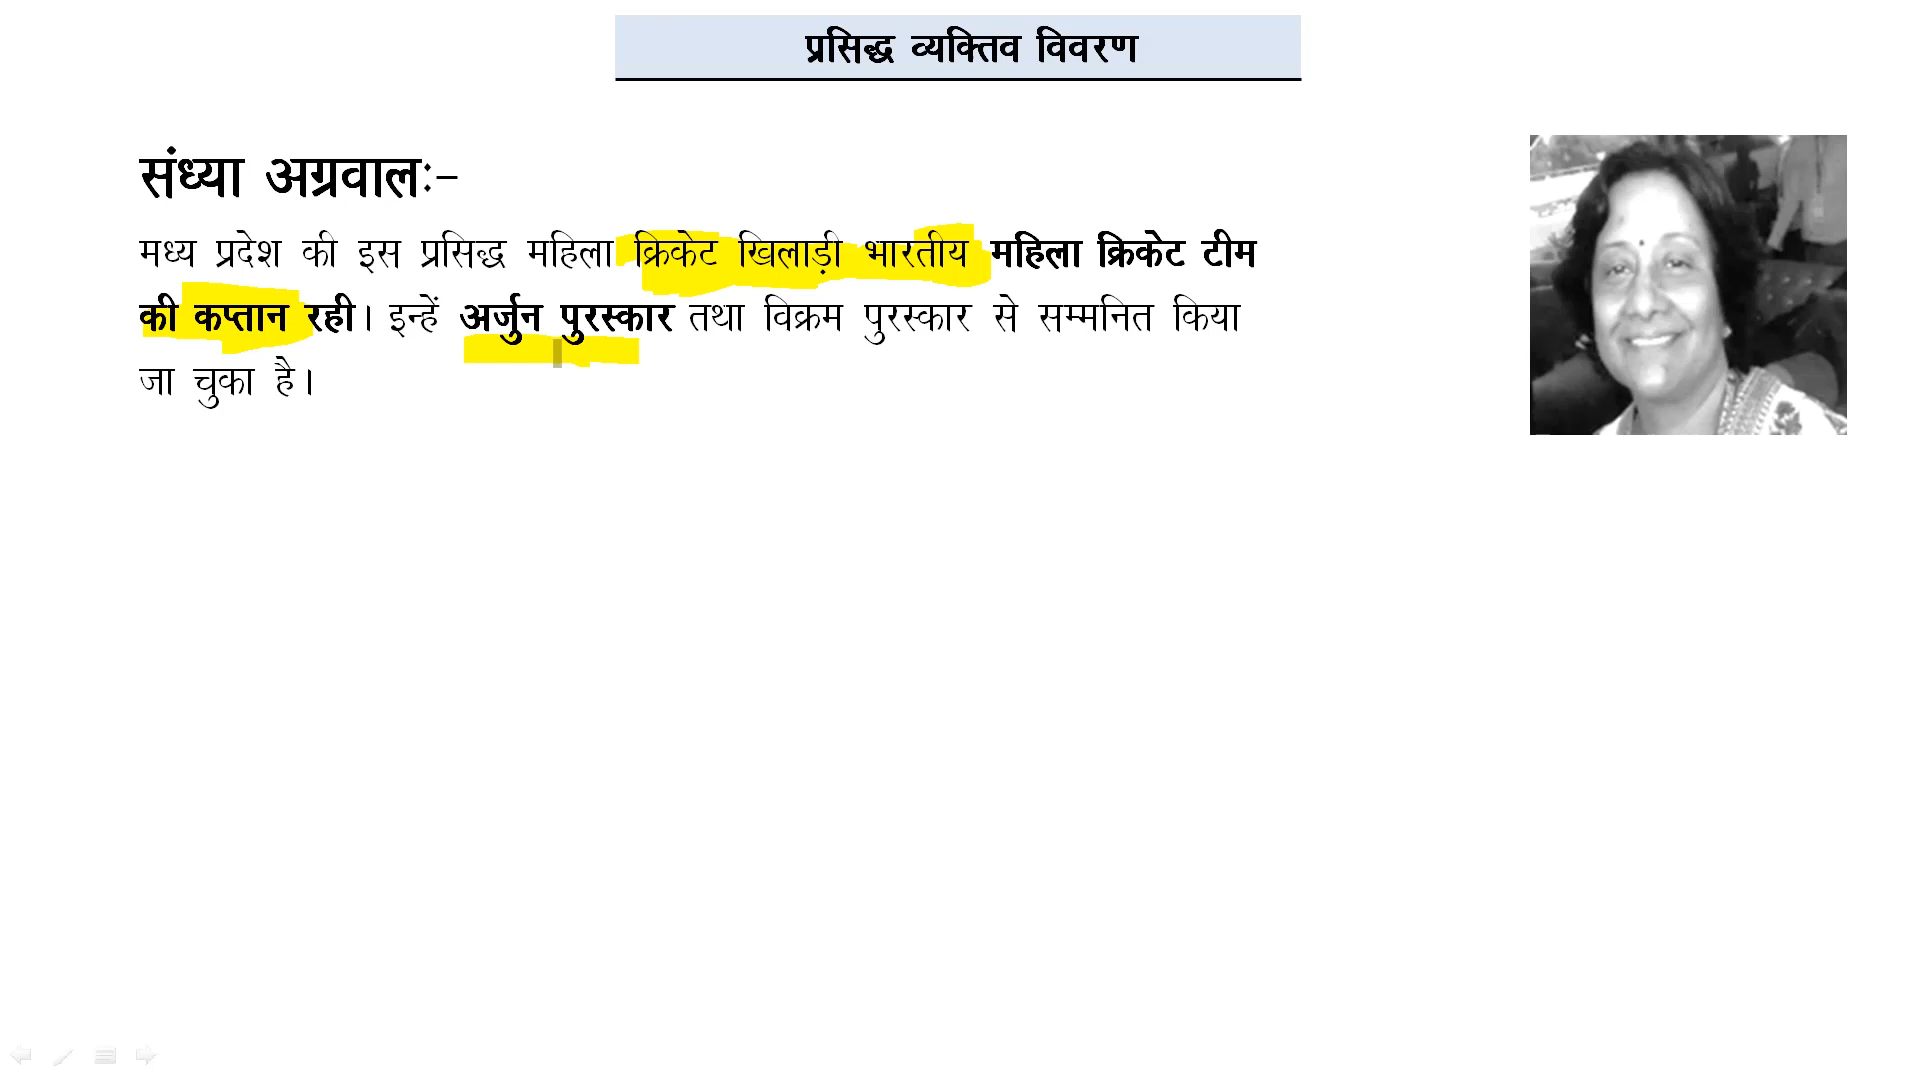 प्रसिद्ध व्यक्तिव विवरण
संध्या अग्रवालः–
मध्य प्रदेश की इस प्रसिद्ध महिला क्रिकेट खिलाड़ी भारतीय महिला क्रिकेट टीम
की कप्तान रही। इन्हें अर्जुन पुरस्कार तथा विक्रम पुरस्कार से सम्मनित किया
जा चुका है।